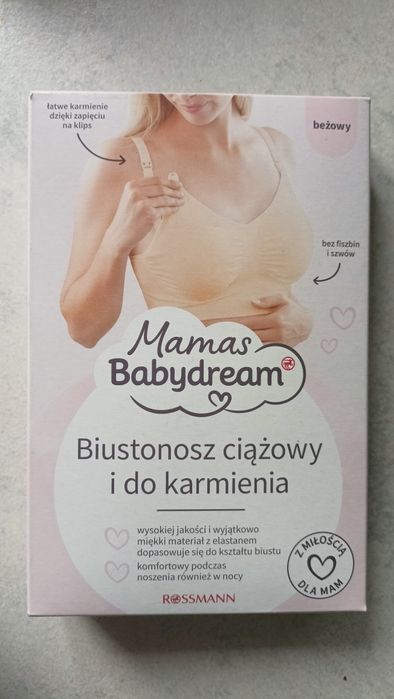 łatwe karmienie
dzięki zapięciu
na klips
beżowy
bez fiszbin
i szwów
Mamas
Babydream
Biustonosz ciążowy
i do karmienia
wysokiej jakości i wyjątkowo
miękki materiał z elastanem
dopasowuje się do kształtu biustu
komfortowy podczas
noszenia również w nocy
Z MIŁOŚCIĄ
DLA MAM
ROSSMANN